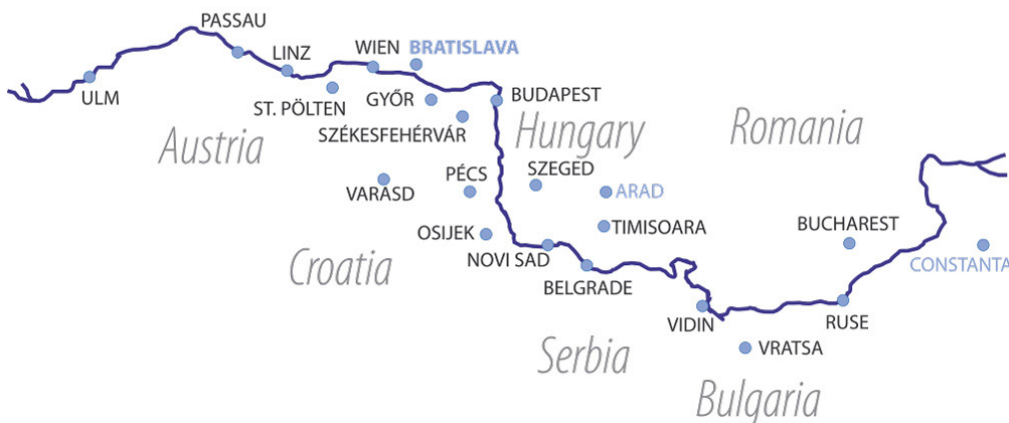 PASSAU
LINZ
WIEN
BRATISLAVA
ULM
ST. PÖLTEN
GYŐR
BUDAPEST
SZÉKESFEHÉRVÁR
Austria
Hungary
Romania
VARASD
PÉCS
SZEGED
ARAD
OSIJEK
TIMISOARA
BUCHAREST
Croatia
NOVI SAD
CONSTANTA
BELGRADE
VIDIN
RUSE
Serbia
VRATSA
Bulgaria